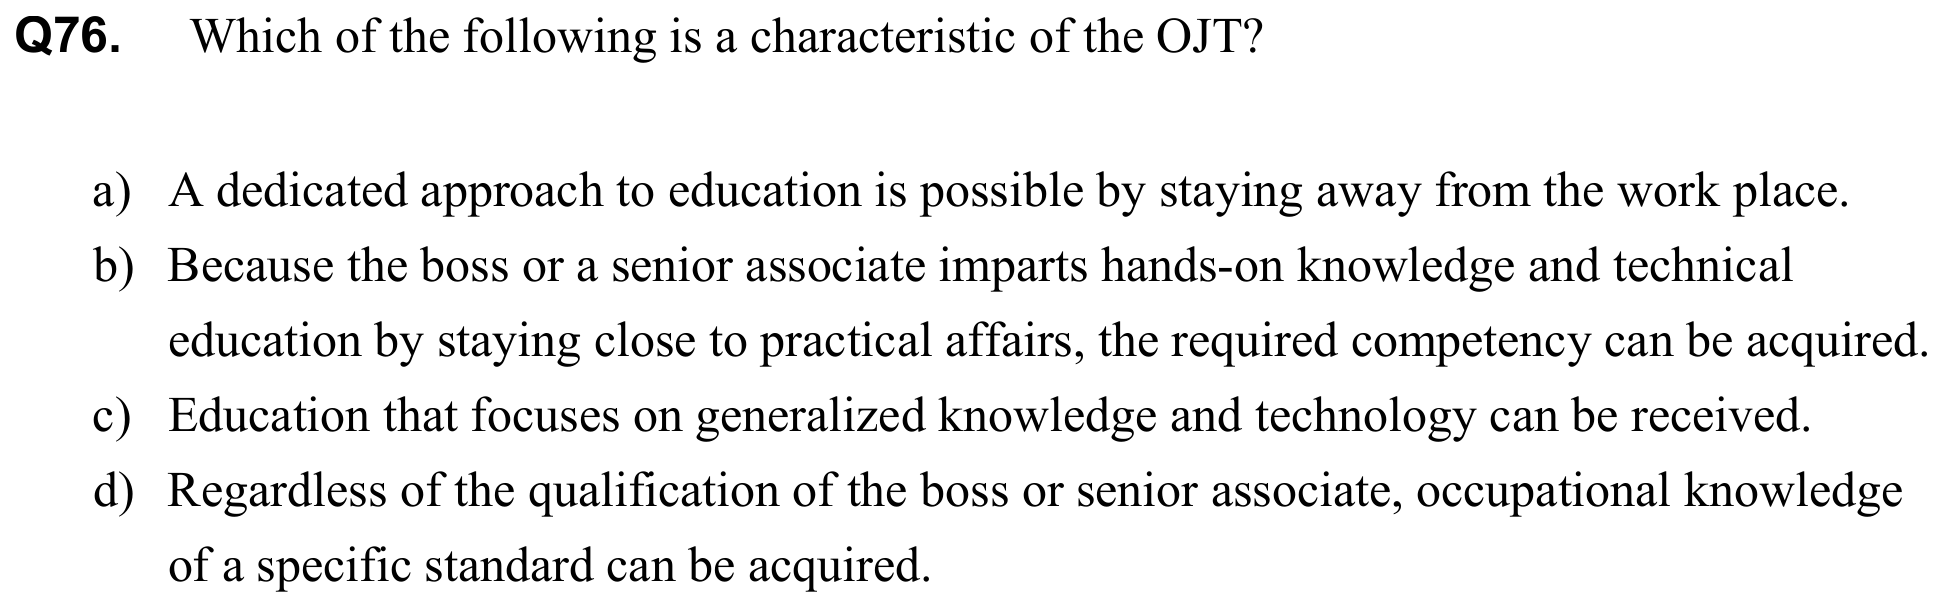 Q76. Which of the following is a characteristic of the OJT?
a) A dedicated approach to education is possible by staying away from the work place.
b) Because the boss or a senior associate imparts hands-on knowledge and technical
education by staying close to practical affairs, the required competency can be acquired.
c) Education that focuses on generalized knowledge and technology can be received.
d) Regardless of the qualification of the boss or senior associate, occupational knowledge
of a specific standard can be acquired.